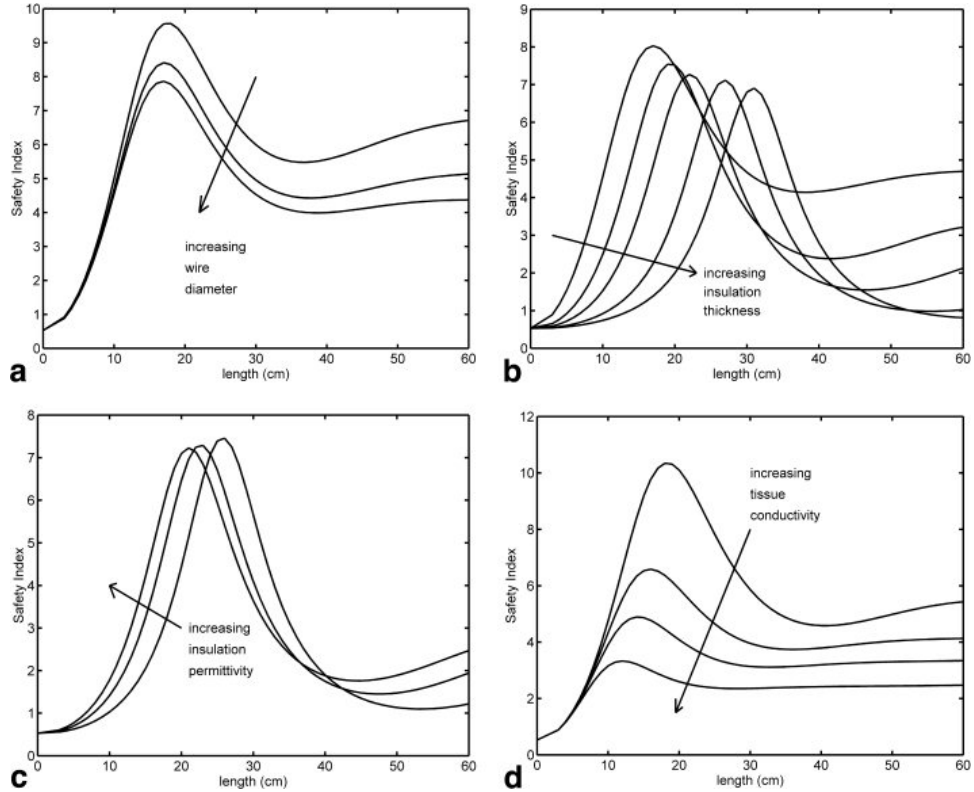 10
9
8
7
6
5
4
3
2
1
0
Safety Index
increasing
wire
diameter
0 10 20 30 40 50 60
length (cm)
a
9
8
7
6
5
4
3
2
1
0
Safety Index
increasing
insulation
thickness
0 10 20 30 40 50 60
length (cm)
b
8
7
6
5
4
3
2
1
0
Safety Index
increasing
insulation
permittivity
0 10 20 30 40 50 60
length (cm)
c
12
10
8
6
4
2
0
Safety Index
increasing
tissue
conductivity
0 10 20 30 40 50 60
length (cm)
d